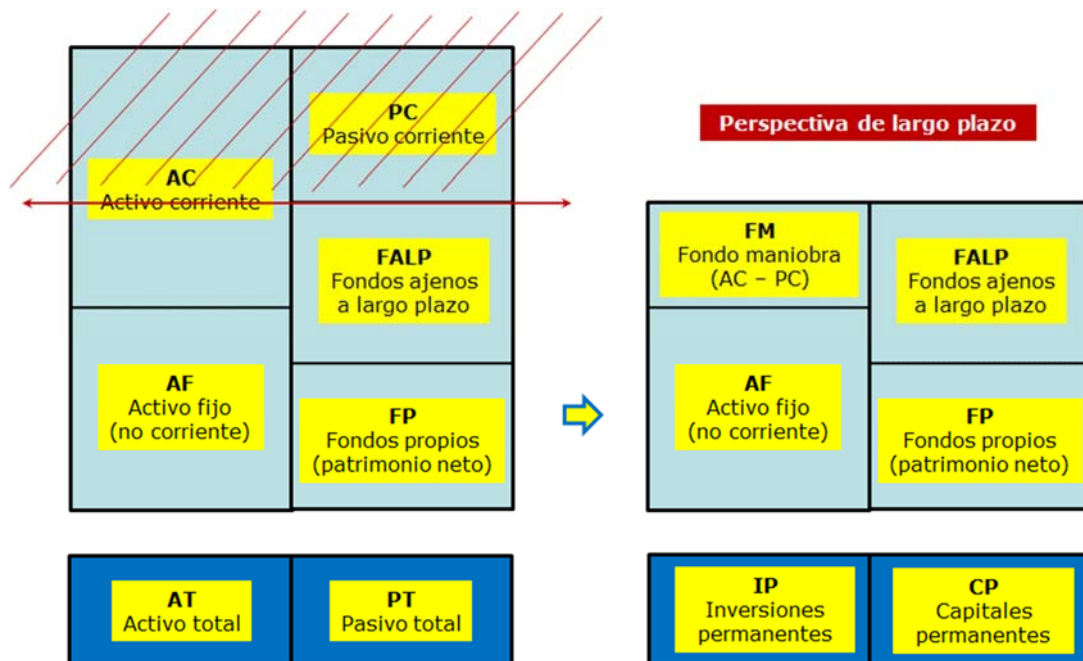 PC
Pasivo corriente
AC
Activo corriente
FALP
Fondos ajenos
a largo plazo
AF
Activo fijo
(no corriente)
FP
Fondos propios
(patrimonio neto)
AT
Activo total
PT
Pasivo total
Perspectiva de largo plazo
FM
Fondo maniobra
(AC – PC)
FALP
Fondos ajenos
a largo plazo
AF
Activo fijo
(no corriente)
FP
Fondos propios
(patrimonio neto)
IP
Inversiones
permanentes
CP
Capitales
permanentes